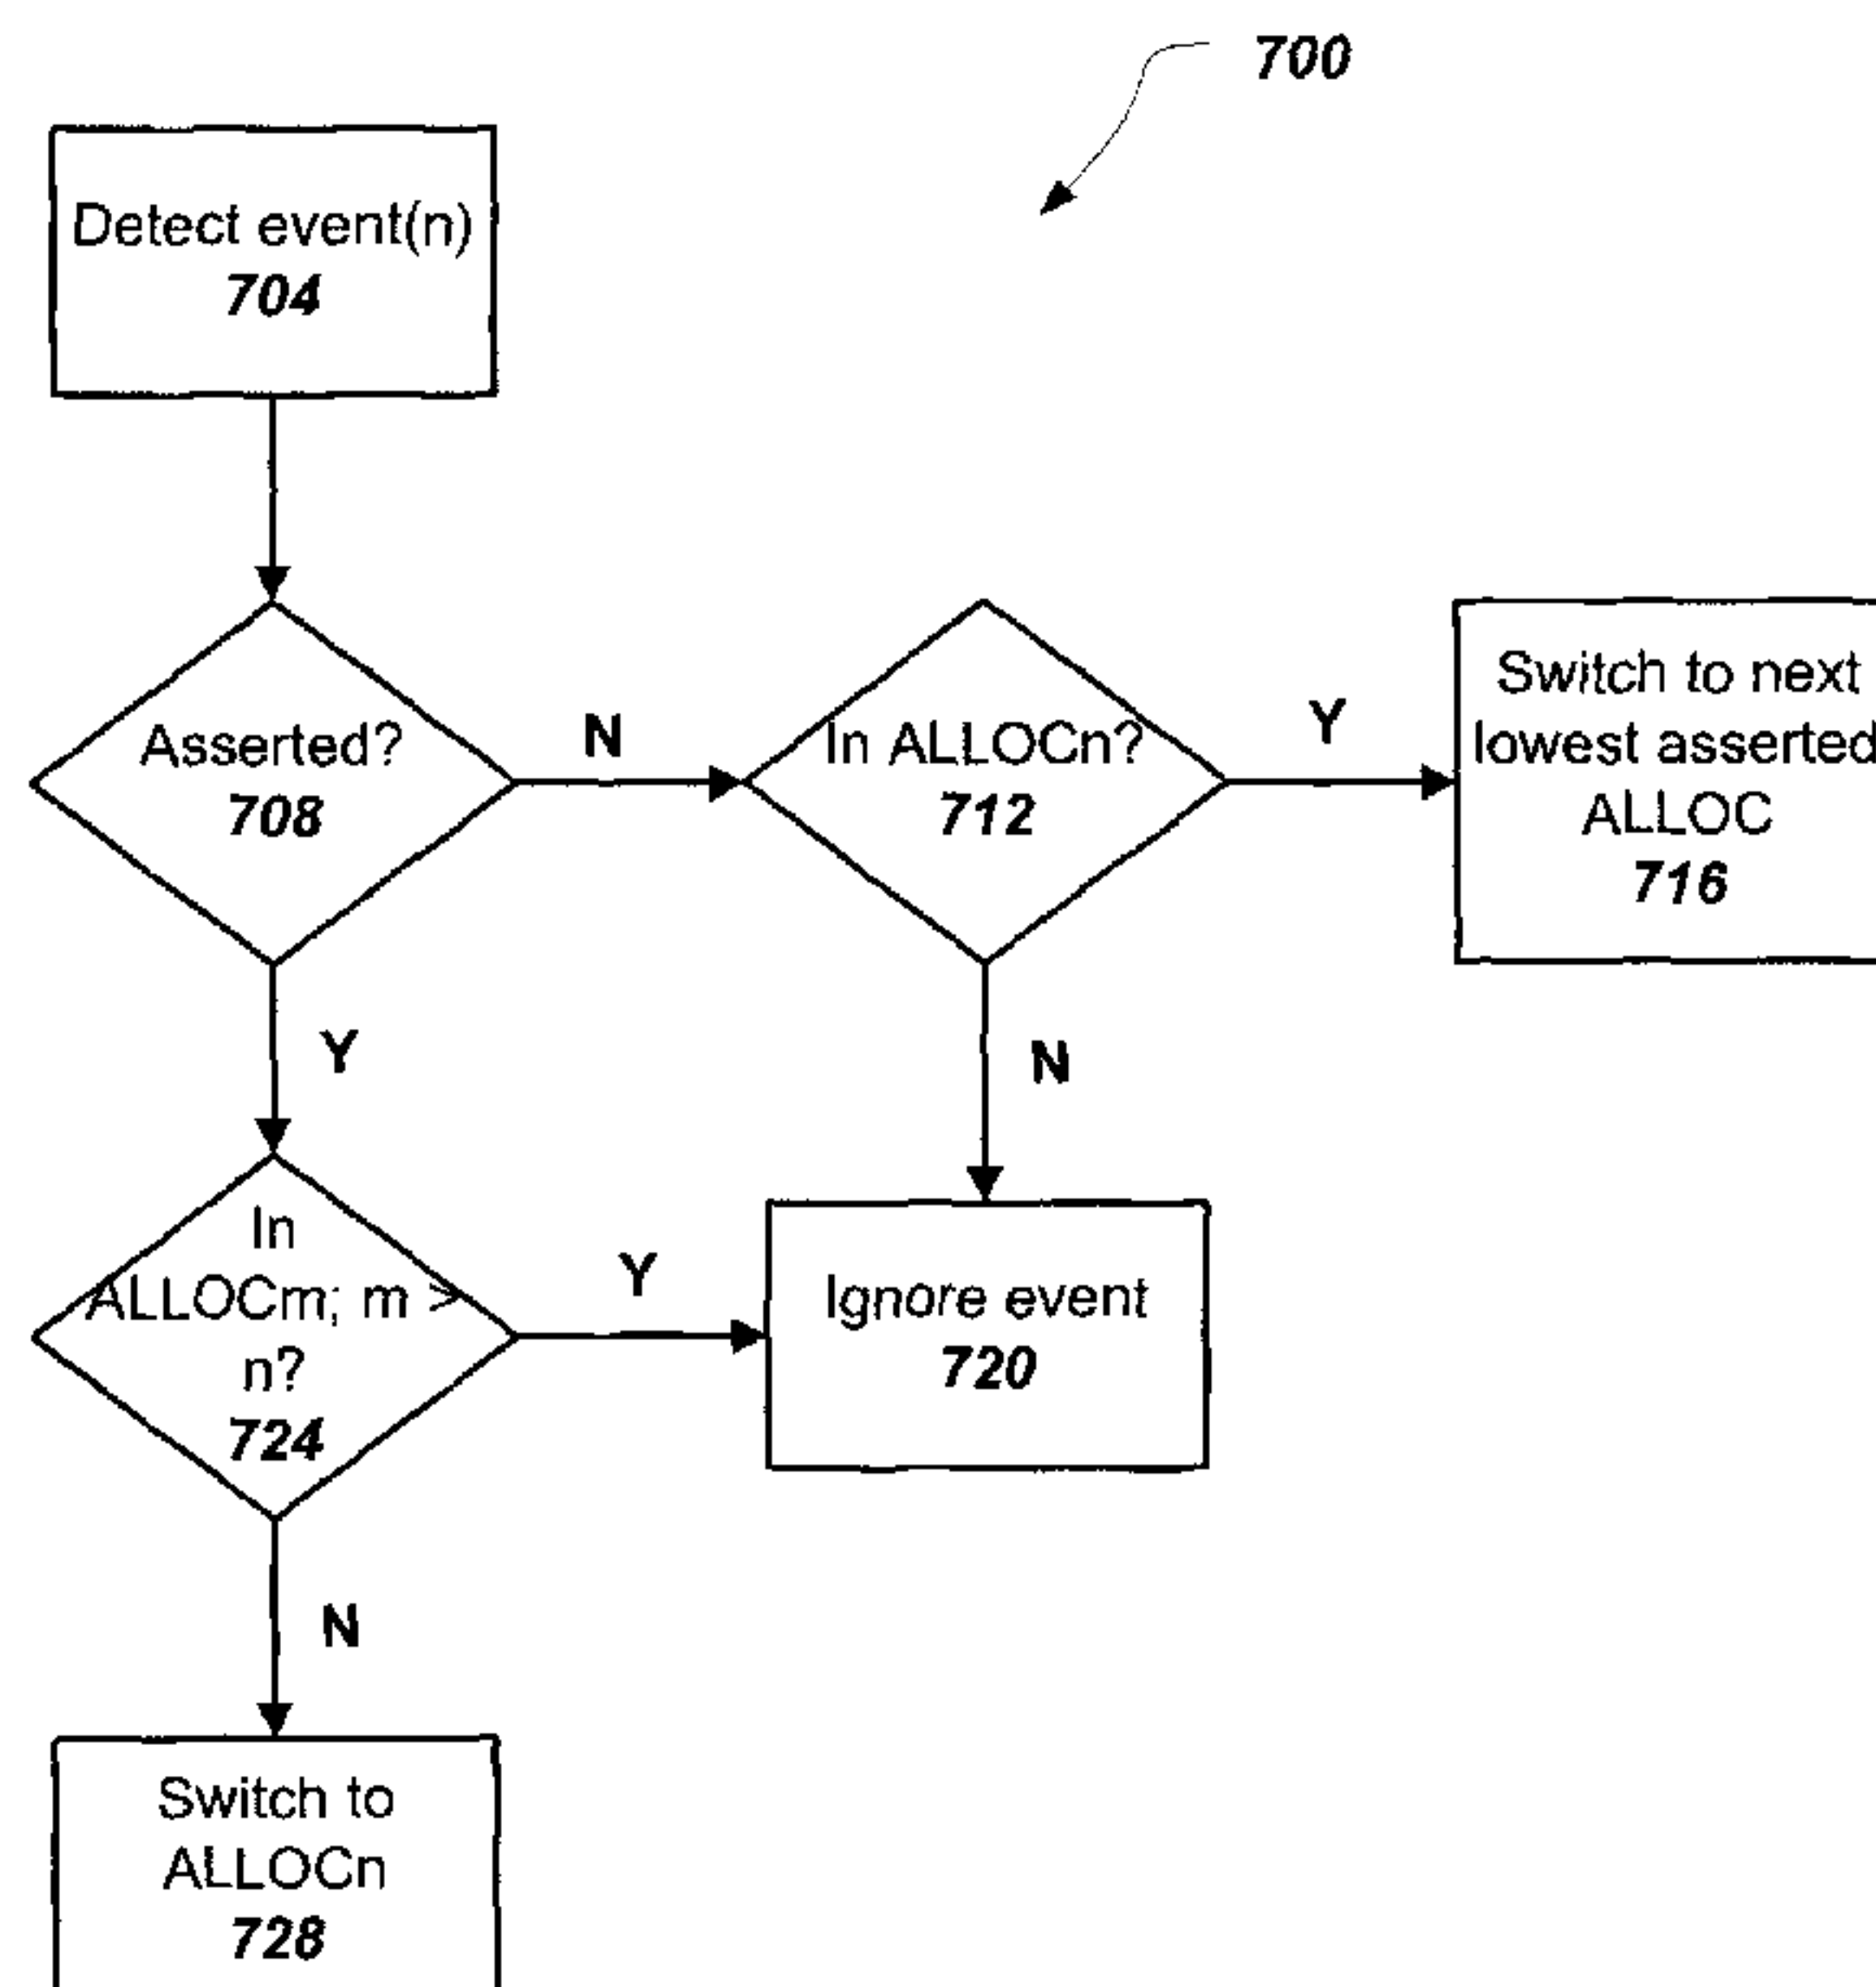 700
Detect event(n)
704
Asserted?
708
N
In ALLOCn?
712
Y
Switch to next
lowest asserted
ALLOC
716
Y
N
In
ALLOCm; m >
n?
724
Y
Ignore event
720
N
Switch to
ALLOCn
728